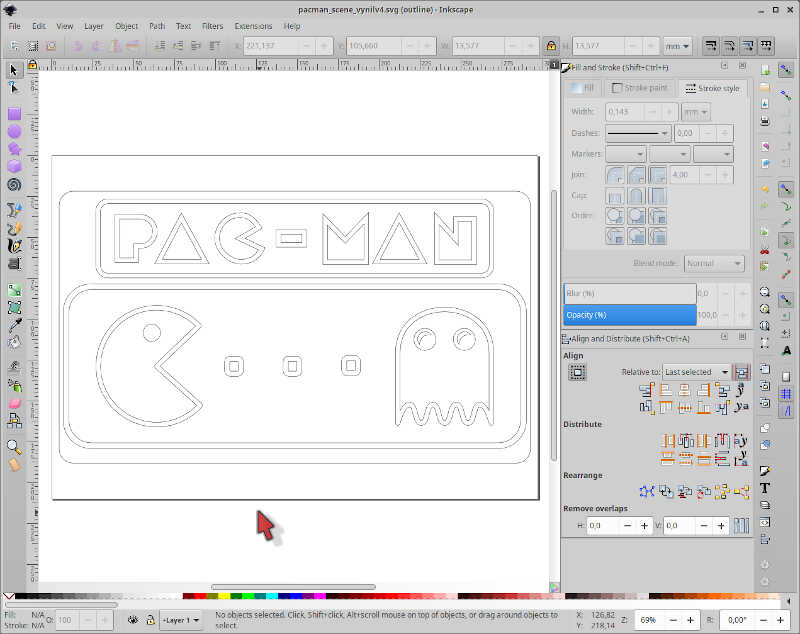 pacman_scene_vynilv4.svg (outline) - Inkscape
File Edit View Layer Object Path Text Filters Extensions Help
X: 221,137 Y: 105,660 W: 13,577 H: 13,577 mm
Fill and Stroke (Shift+Ctrl+F)
Fill Stroke paint Stroke style
Width: 0,143 mm
Dashes: 0,00
Markers:
Join: 4,00
Cap:
Order:
Blend mode: Normal
Blur (%) 0,0
Opacity (%) 100,0
Align and Distribute (Shift+Ctrl+A)
Align
Relative to: Last selected
Distribute
Rearrange
Remove overlaps
H: 0,0 V: 0,0
PAC-MAN
Fill: N/A
Stroke: N/A
O: 100
Layer 1
No objects selected. Click, Shift+click, Alt+scroll mouse on top of objects, or drag around objects to
select.
X: 126,82
Y: 218,14
Z: 69%
R: 0,00°